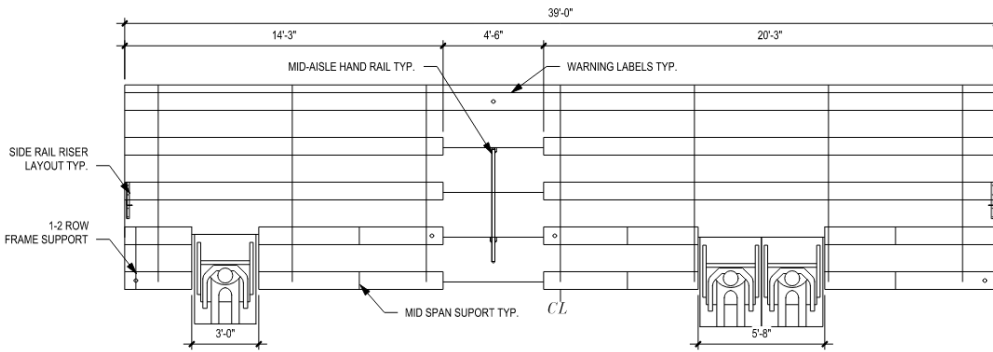 39'-0"
14'-3"
4'-6"
20'-3"
MID-AISLE HAND RAIL TYP.
WARNING LABELS TYP.
SIDE RAIL RISER
LAYOUT TYP.
1-2 ROW
FRAME SUPPORT
MID SPAN SUPORT TYP.
CL
3'-0"
5'-8"